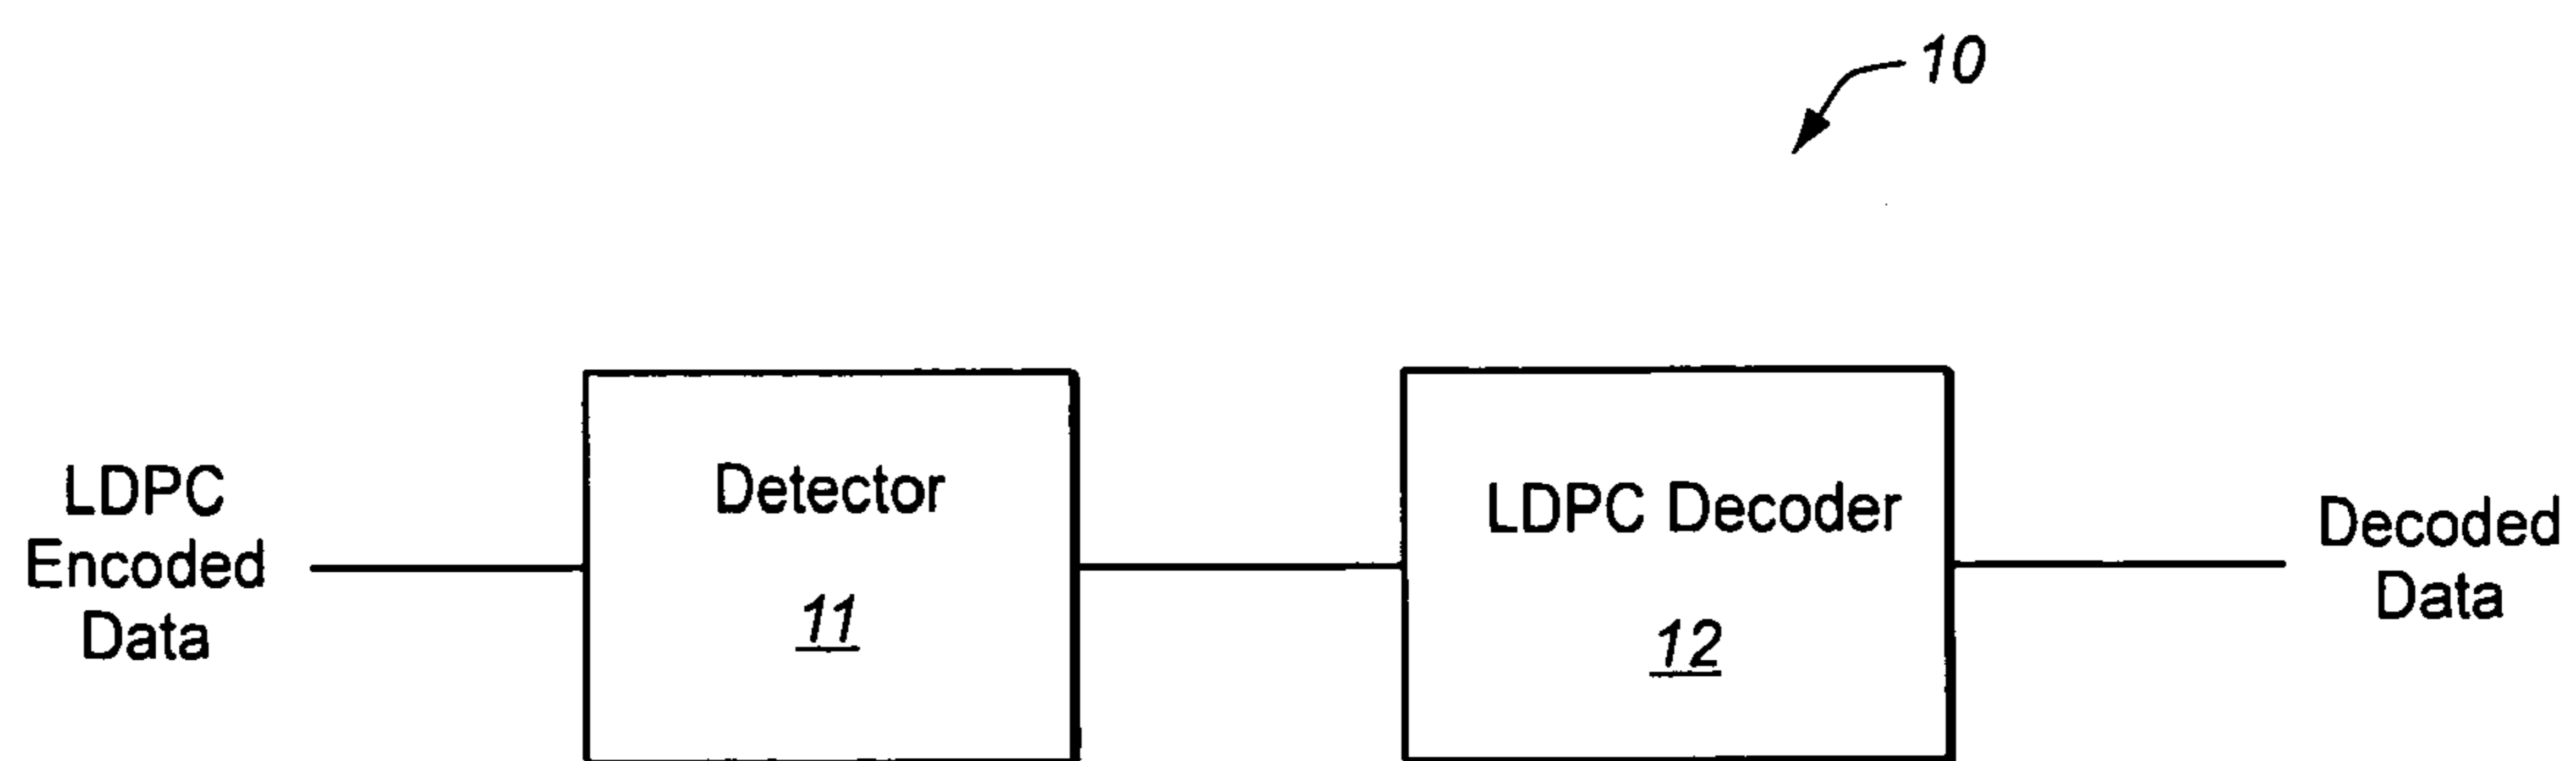 10
LDPC
Encoded
Data
Detector
11
LDPC Decoder
12
Decoded
Data